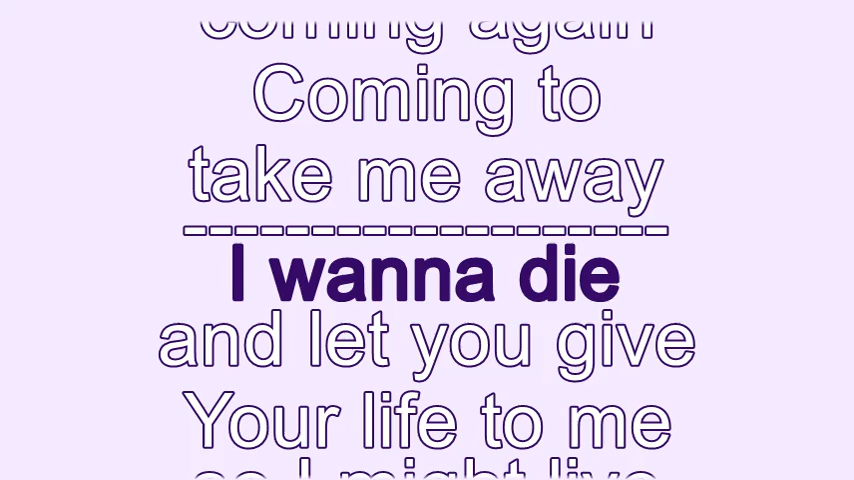 coming again
Coming to
take me away
------------------
I wanna die
and let you give
Your life to me
so I might live